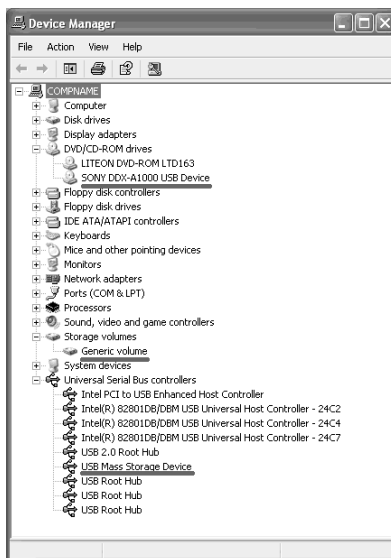 Device Manager
File Action View Help
COMPNAME
Computer
Disk drives
Display adapters
DVD/CD-ROM drives
LITEON DVD-ROM LTD163
SONY DDX-A1000 USB Device
Floppy disk controllers
Floppy disk drives
IDE ATA/ATAPI controllers
Keyboards
Mice and other pointing devices
Monitors
Network adapters
Ports (COM & LPT)
Processors
Sound, video and game controllers
Storage volumes
Generic volume
System devices
Universal Serial Bus controllers
Intel PCI to USB Enhanced Host Controller
Intel(R) 82801DB/DBM USB Universal Host Controller - 24C2
Intel(R) 82801DB/DBM USB Universal Host Controller - 24C4
Intel(R) 82801DB/DBM USB Universal Host Controller - 24C7
USB 2.0 Root Hub
USB Mass Storage Device
USB Root Hub
USB Root Hub
USB Root Hub